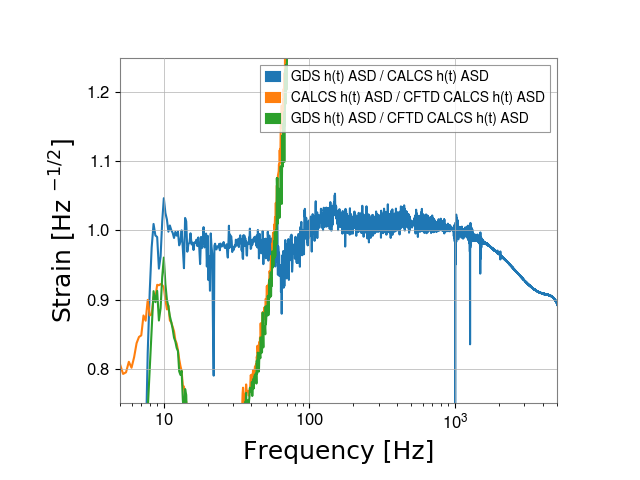 GDS h(t) ASD / CALCS h(t) ASD
CALCS h(t) ASD / CFTD CALCS h(t) ASD
GDS h(t) ASD / CFTD CALCS h(t) ASD
1.2
1.1
1.0
0.9
0.8
Strain [Hz ⁻¹/²]
10
100
10³
Frequency [Hz]